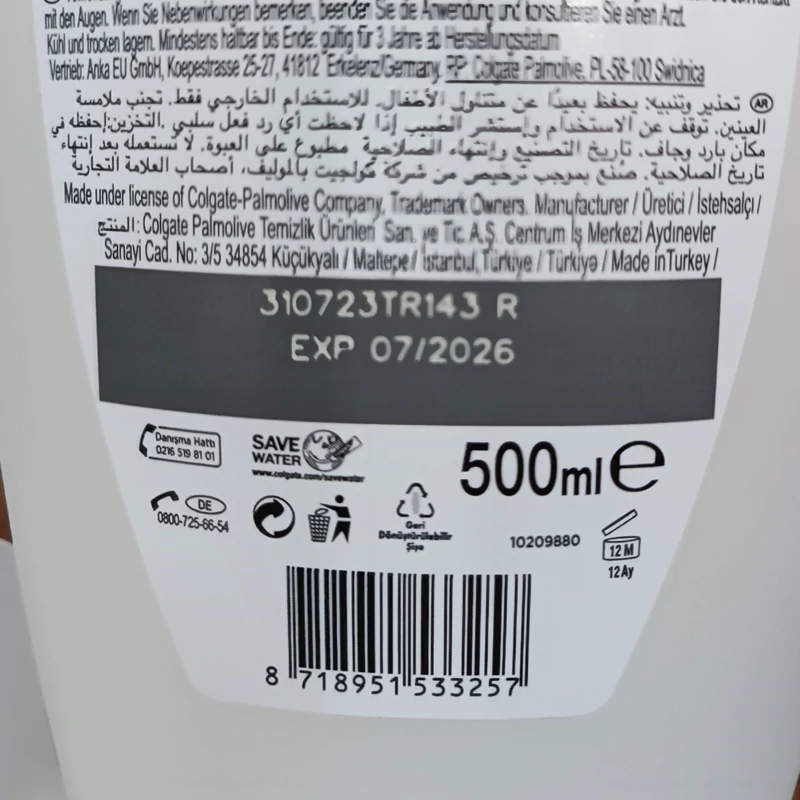 mit den Augen. Wenn Sie Nebenwirkungen bemerken, beenden Sie die Anwendung und konsultieren Sie einen Arzt.
Kühl und trocken lagern. Mindestens haltbar bis Ende: gültig für 3 Jahre ab Herstellungsdatum
Vertrieb: Anka EU GmbH, Koepestrasse 25-27, 41812 Erkelenz/Germany. RP: Colgate Palmolive, PL-58-100 Swidnica
AR تحذير وتنبيه: يحفظ بعيدًا عن متناول الأطفال. للاستخدام الخارجي فقط. تجنب ملامسة
العينين. توقف عن الاستخدام وإستشر الطبيب إذا لاحظت أي رد فعل سلبي. التخزين: إحفظه في
مكان بارد وجاف. تاريخ التصنيع وإنتهاء الصلاحية مطبوع على العبوة. لا تستعمله بعد إنتهاء
تاريخ الصلاحية. صنع بموجب ترخيص من شركة كولجيت بالموليف، أصحاب العلامة التجارية
Made under license of Colgate-Palmolive Company, Trademark Owners. Manufacturer / Üretici / İstehsalçı /
المنتج: Colgate Palmolive Temizlik Ürünleri San. ve Tic. A.Ş. Centrum İş Merkezi Aydınevler
Sanayi Cad. No: 3/5 34854 Küçükyalı / Maltepe / İstanbul, Türkiye / Türkiyə / Made in Turkey /
310723TR143 R
EXP 07/2026
Danışma Hattı
0216 519 81 01
SAVE
WATER
www.colgate.com/savewater
500ml e
DE
0800-725-66-54
Geri
Dönüştürülebilir
Şişe
10209880
12 M
12 Ay
8 718951 533257